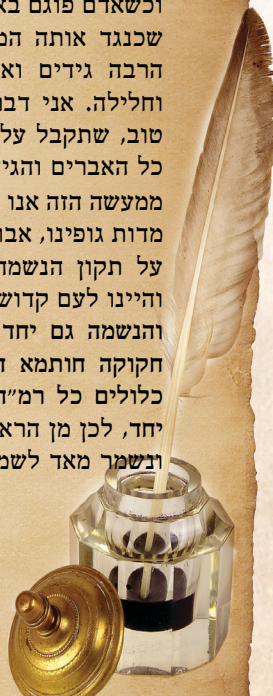 וכשאדם פוגם בא
שכנגד אותה המ
הרבה גידים וא
וחלילה. אני דבר
טוב, שתקבל על
כל האברים והגי
ממעשה הזה אנו
מדות גופינו, אבו
על תקון הנשמה
והיינו לעם קדוש
והנשמה גם יחד
חקוקה חותמא ד
כלולים כל רמ״ח
יחד, לכן מן הרא
ונשמר מאד לשמ